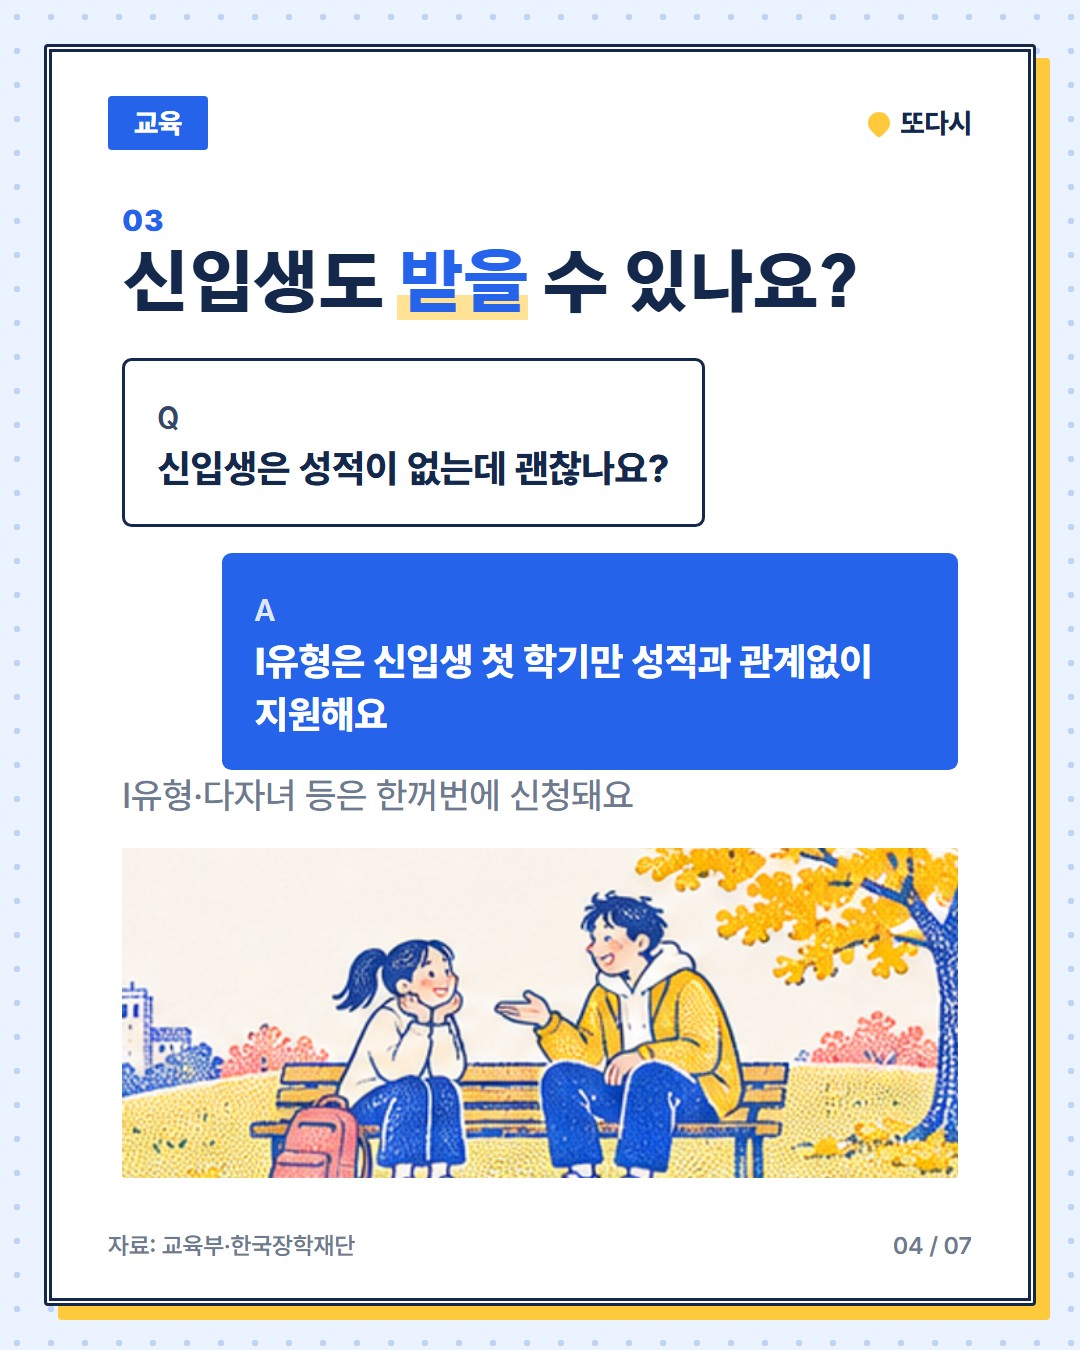 교육
또다시
03
신입생도 받을 수 있나요?
Q
신입생은 성적이 없는데 괜찮나요?
A
I유형은 신입생 첫 학기만 성적과 관계없이
지원해요
I유형·다자녀 등은 한꺼번에 신청돼요
자료: 교육부·한국장학재단
04 / 07